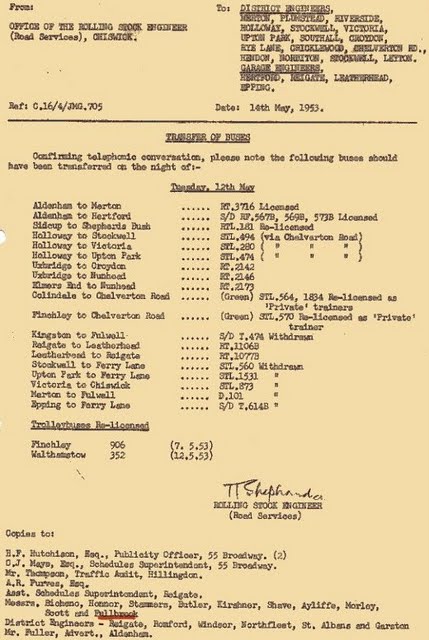 From:
OFFICE OF THE ROLLING STOCK ENGINEER
(Road Services), CHISWICK.
To: DISTRICT ENGINEERS,
MERTON, PLUMSTEAD, RIVERSIDE,
HOLLOWAY, STOCKWELL, VICTORIA,
UPTON PARK, SOUTHALL, CROYDON,
RYE LANE, CRICKLEWOOD, CHELVERTON RD.,
HENDON, NORBITON, STOCKWELL, LEYTON.
GARAGE ENGINEERS,
HERTFORD, REIGATE, LEATHERHEAD,
EPPING.
Ref: C.16/4/JMG.705
Date: 14th May, 1953.
TRANSFER OF BUSES
Confirming telephonic conversation, please note the following buses should
have been transferred on the night of:-
Tuesday, 12th May
Aldenham to Merton ...... RT.3716 Licensed
Aldenham to Hertford ...... S/D RF.567B, 569B, 573B Licensed
Sidcup to Shepherds Bush ...... RTL.181 Re-licensed
Holloway to Stockwell ...... STL.494 (via Chelverton Road)
Holloway to Victoria ...... STL.280 ( " " " )
Holloway to Upton Park ...... STL.474 ( " " " )
Uxbridge to Croydon ...... RT.2142
Uxbridge to Nunhead ...... RT.2146
Elmers End to Nunhead ...... RT.2173
Colindale to Chelverton Road ...... (Green) STL.564, 1834 Re-licensed as
'Private' trainers
Finchley to Chelverton Road ...... (Green) STL.570 Re-licensed as 'Private'
trainer
Kingston to Fulwell ...... S/D T.474 Withdrawn
Reigate to Leatherhead ...... RT.1106B
Leatherhead to Reigate ...... RT.1077B
Stockwell to Ferry Lane ...... STL.560 Withdrawn
Upton Park to Ferry Lane ...... STL.1531 "
Victoria to Chiswick ...... STL.873 "
Merton to Fulwell ...... D.101 "
Epping to Ferry Lane ...... S/D T.614B "
Trolleybuses Re-licensed
Finchley 906 (7.5.53)
Walthamstow 352 (12.5.53)
ROLLING STOCK ENGINEER
(Road Services)
Copies to:
H.F. Hutchison, Esq., Publicity Officer, 55 Broadway. (2)
C.J. Mays, Esq., Schedules Superintendent, 55 Broadway.
Mr. Thompson, Traffic Audit, Hillingdon.
A.R. Purves, Esq.
Asst. Schedules Superintendent, Reigate.
Messrs. Bicheno, Honnor, Stammers, Butler, Kirshner, Shave, Ayliffe, Morley,
Scott and Fullbrook
District Engineers - Reigate, Romford, Windsor, Northfleet, St. Albans and Garston
Mr. Fuller, Advert., Aldenham.